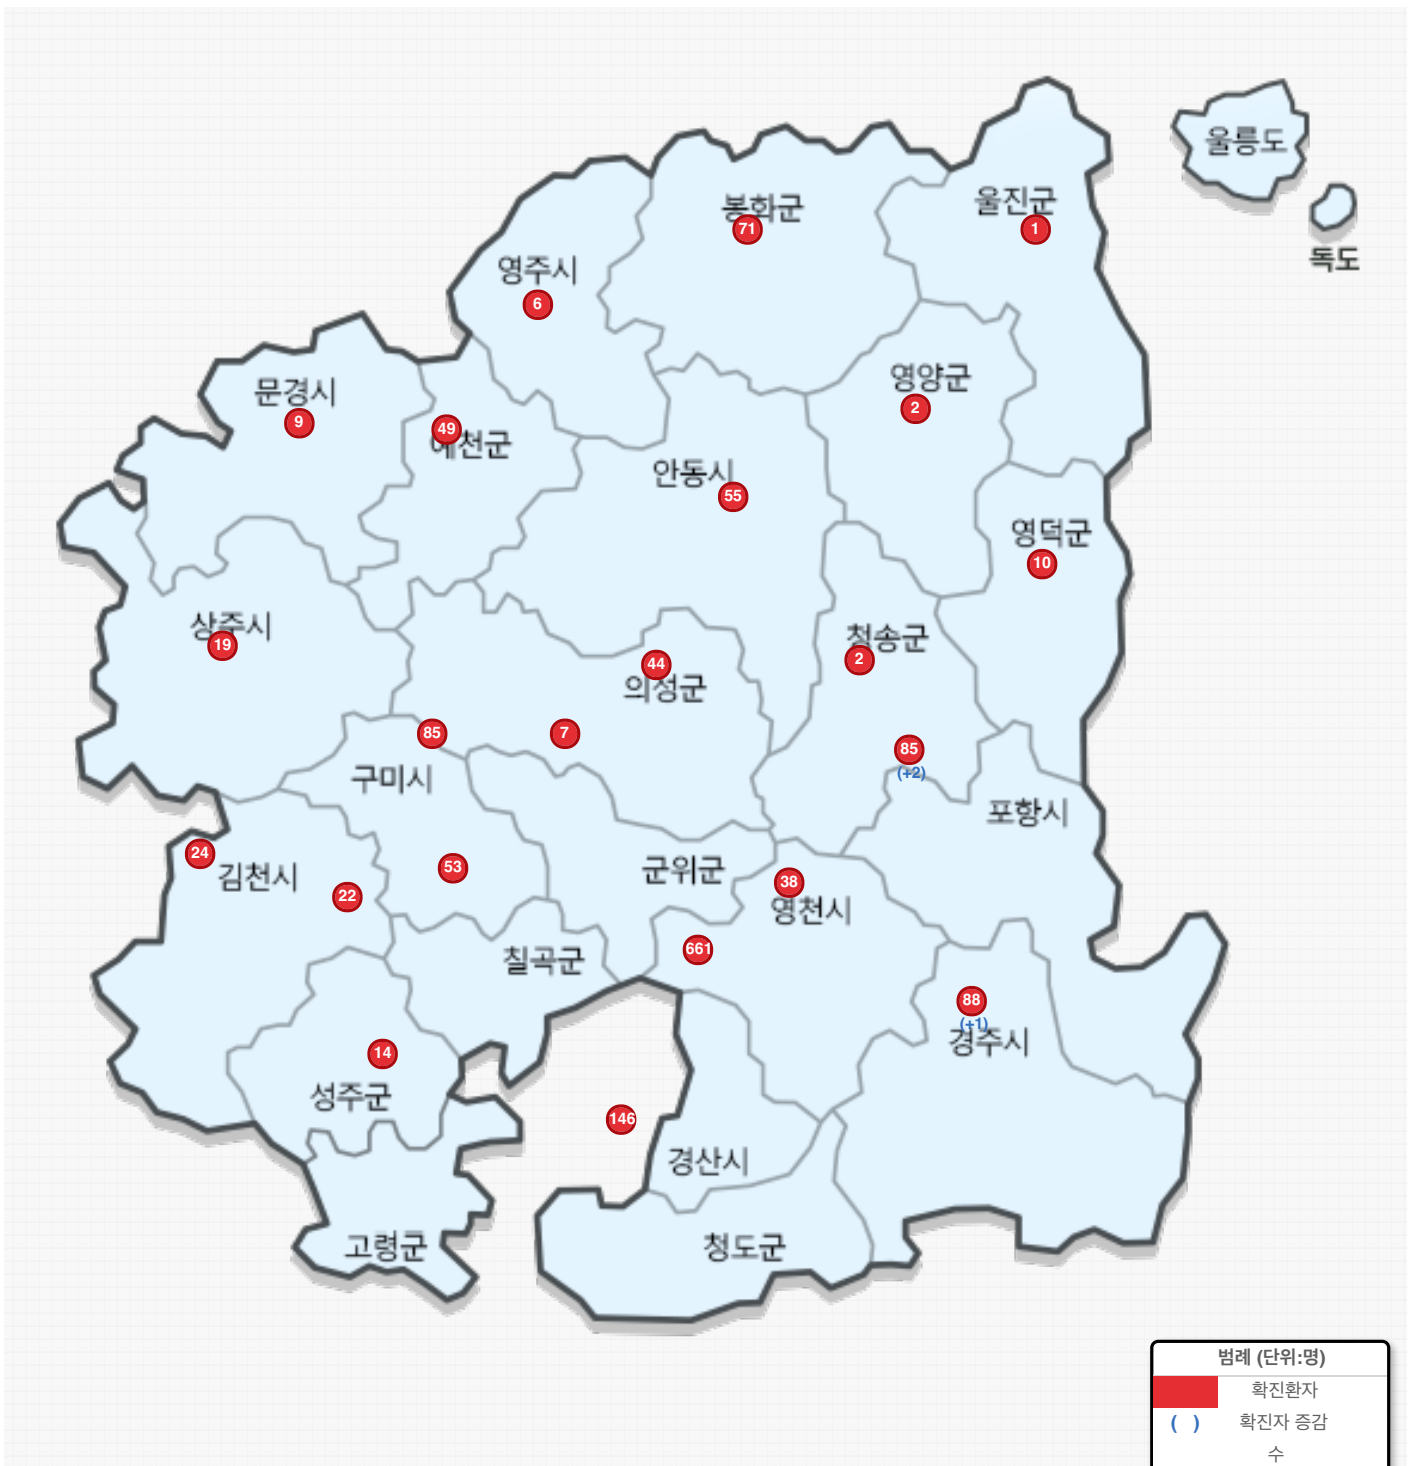 울릉도
독도
울진군
1
봉화군
71
영주시
6
영양군
2
문경시
9
49
예천군
안동시
55
영덕군
10
상주시
19
청송군
2
44
의성군
85
7
85
(+2)
구미시
포항시
24
김천시
22
53
군위군
38
영천시
661
칠곡군
88
(+1)
경주시
14
성주군
146
경산시
고령군
청도군
범례 (단위:명)
확진환자
( ) 확진자 증감
수